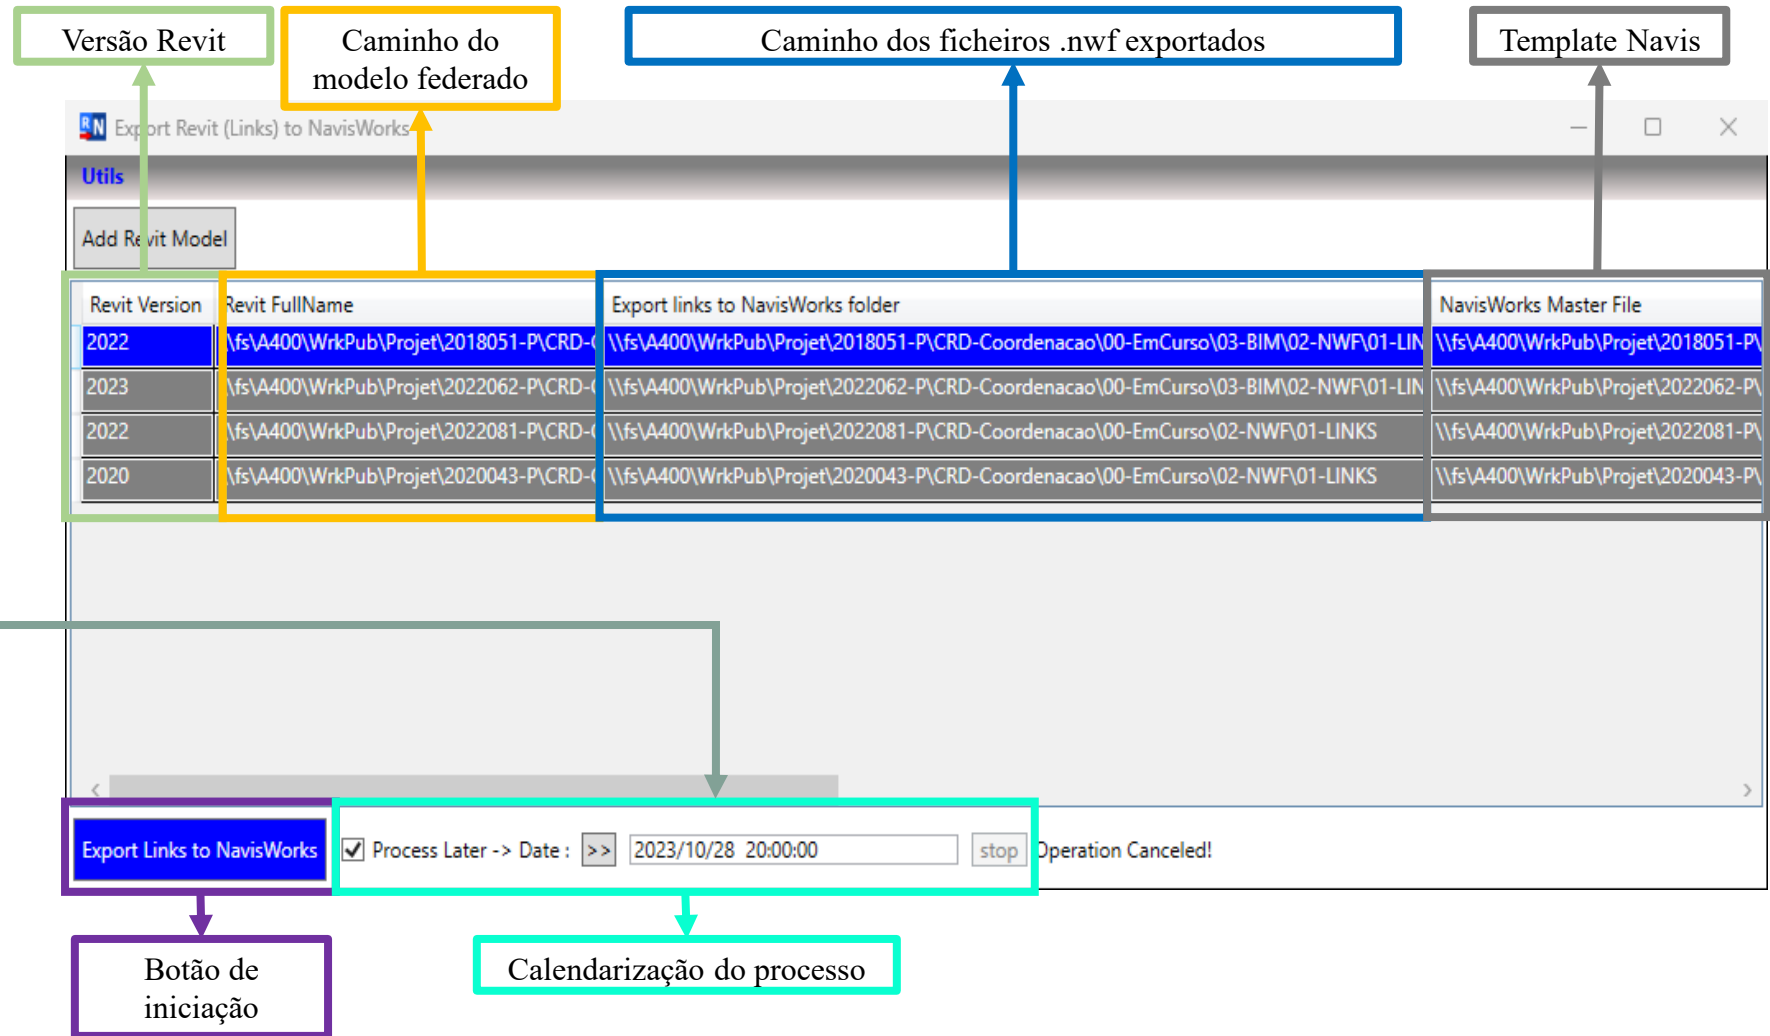 Versão Revit
Caminho do
modelo federado
Caminho dos ficheiros .nwf exportados
Template Navis
RN Export Revit (Links) to NavisWorks
Utils
Add Revit Model
Revit Version Revit FullName Export links to NavisWorks folder NavisWorks Master File
2022 \\fs\A400\WrkPub\Projet\2018051-P\CRD- \\fs\A400\WrkPub\Projet\2018051-P\CRD-Coordenacao\00-EmCurso\03-BIM\02-NWF\01-LIN \\fs\A400\WrkPub\Projet\2018051-P\
2023 \\fs\A400\WrkPub\Projet\2022062-P\CRD- \\fs\A400\WrkPub\Projet\2022062-P\CRD-Coordenacao\00-EmCurso\03-BIM\02-NWF\01-LIN \\fs\A400\WrkPub\Projet\2022062-P\
2022 \\fs\A400\WrkPub\Projet\2022081-P\CRD- \\fs\A400\WrkPub\Projet\2022081-P\CRD-Coordenacao\00-EmCurso\02-NWF\01-LINKS \\fs\A400\WrkPub\Projet\2022081-P\
2020 \\fs\A400\WrkPub\Projet\2020043-P\CRD- \\fs\A400\WrkPub\Projet\2020043-P\CRD-Coordenacao\00-EmCurso\02-NWF\01-LINKS \\fs\A400\WrkPub\Projet\2020043-P\
Export Links to NavisWorks Process Later -> Date : >> 2023/10/28 20:00:00 stop Operation Canceled!
Botão de
iniciação
Calendarização do processo